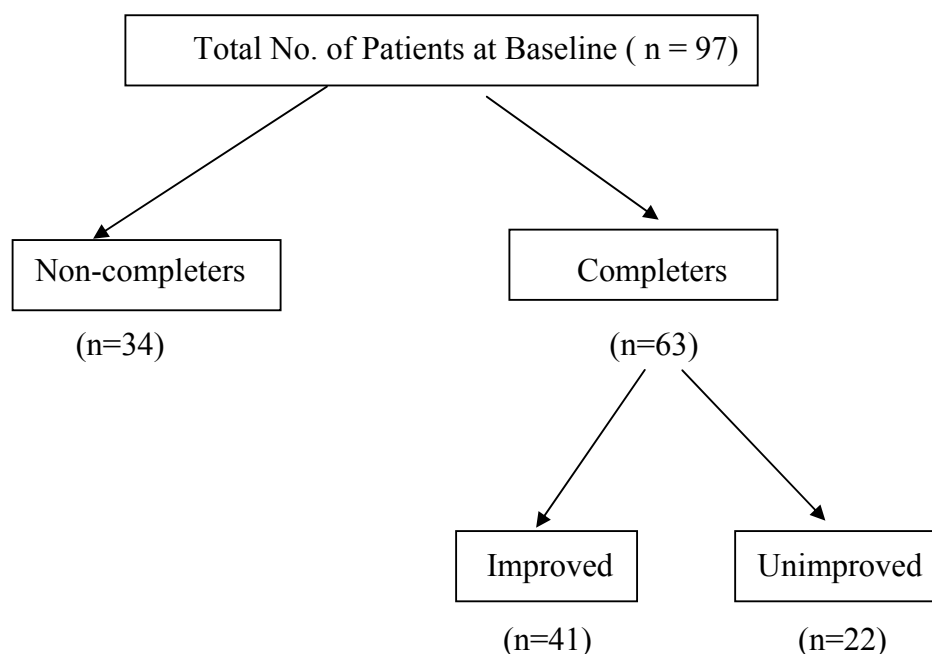 Total No. of Patients at Baseline ( n = 97)
Non-completers
Completers
(n=34)
(n=63)
Improved
Unimproved
(n=41)
(n=22)